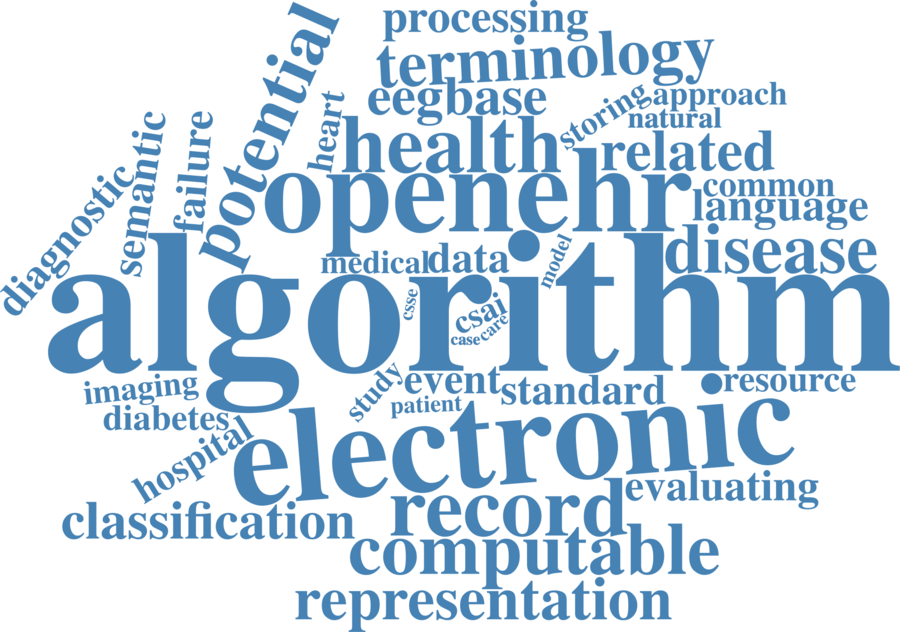 processing
terminology
potential
eegbase
storing
approach
natural
heart
health
related
semantic
failure
diagnostic
openehr
common
language
medical
data
model
disease
algorithm
csse
csai
case
care
imaging
study
event
standard
resource
patient
diabetes
electronic
hospital
record
evaluating
classification
computable
representation